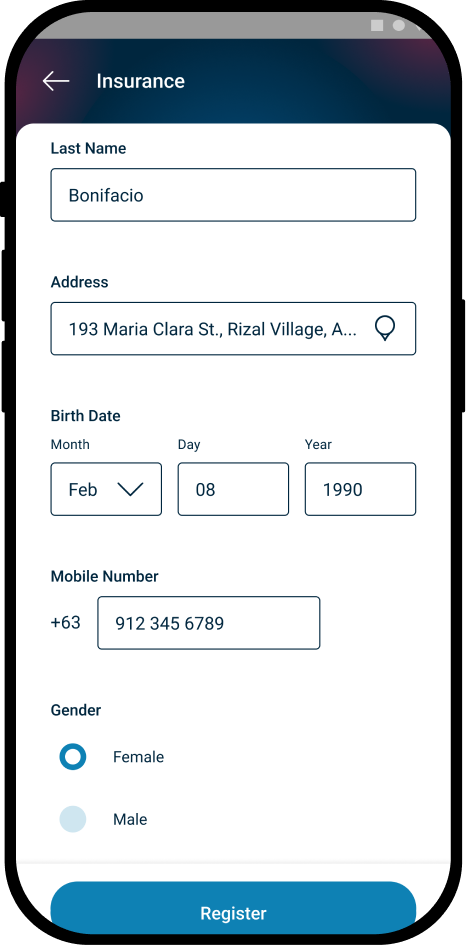 Insurance
Last Name
Bonifacio
Address
193 Maria Clara St., Rizal Village, A...
Birth Date
Month Day Year
Feb 08 1990
Mobile Number
+63 912 345 6789
Gender
Female
Male
Register